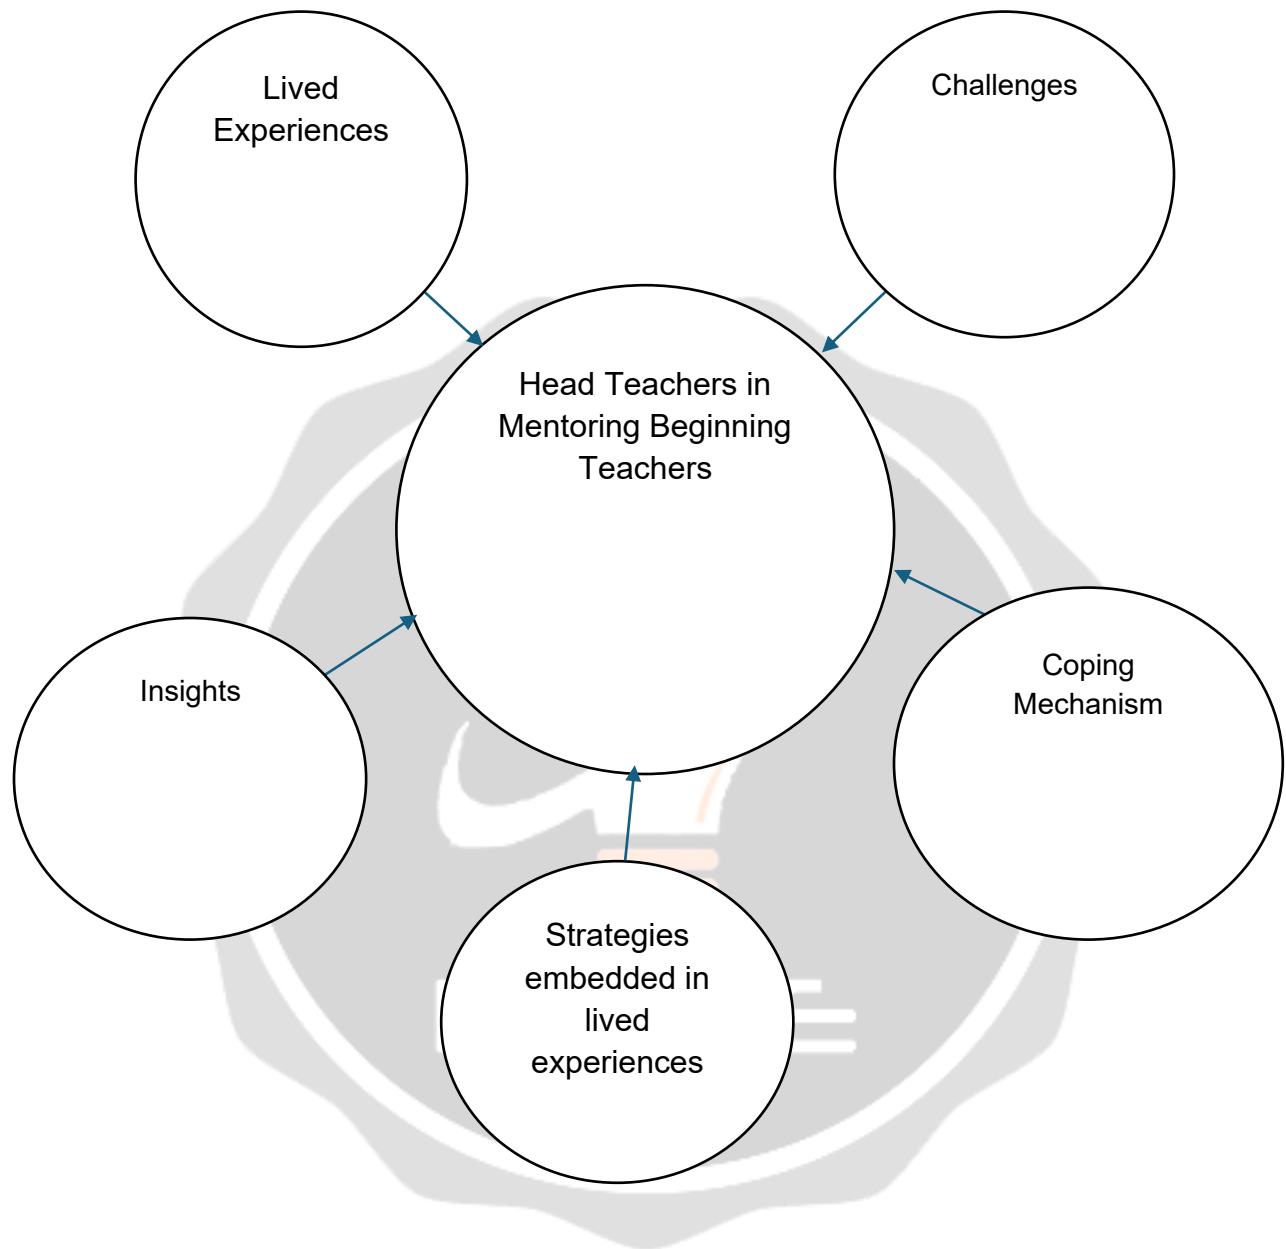 Lived
Experiences
Challenges
Head Teachers in
Mentoring Beginning
Teachers
Insights
Coping
Mechanism
Strategies
embedded in
lived
experiences